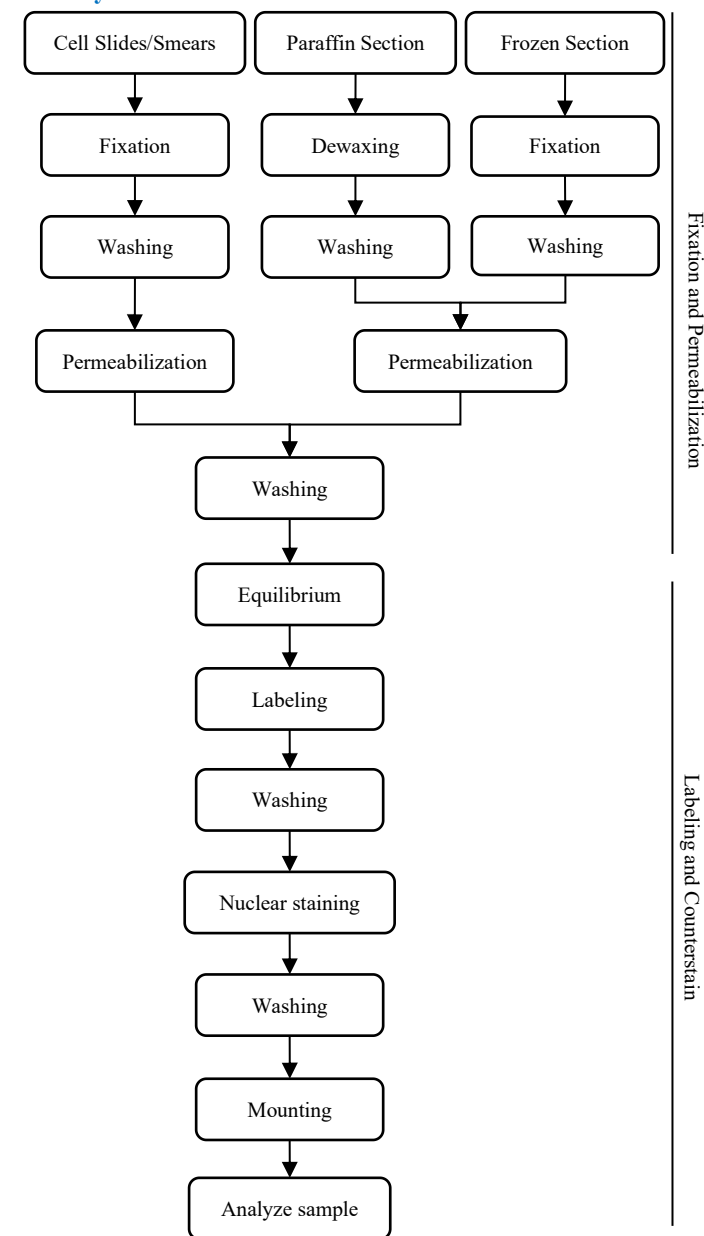 Cell Slides/Smears
Paraffin Section
Frozen Section
Fixation
Dewaxing
Fixation
Washing
Washing
Washing
Permeabilization
Permeabilization
Washing
Equilibrium
Labeling
Washing
Nuclear staining
Washing
Mounting
Analyze sample
Fixation and Permeabilization
Labeling and Counterstain